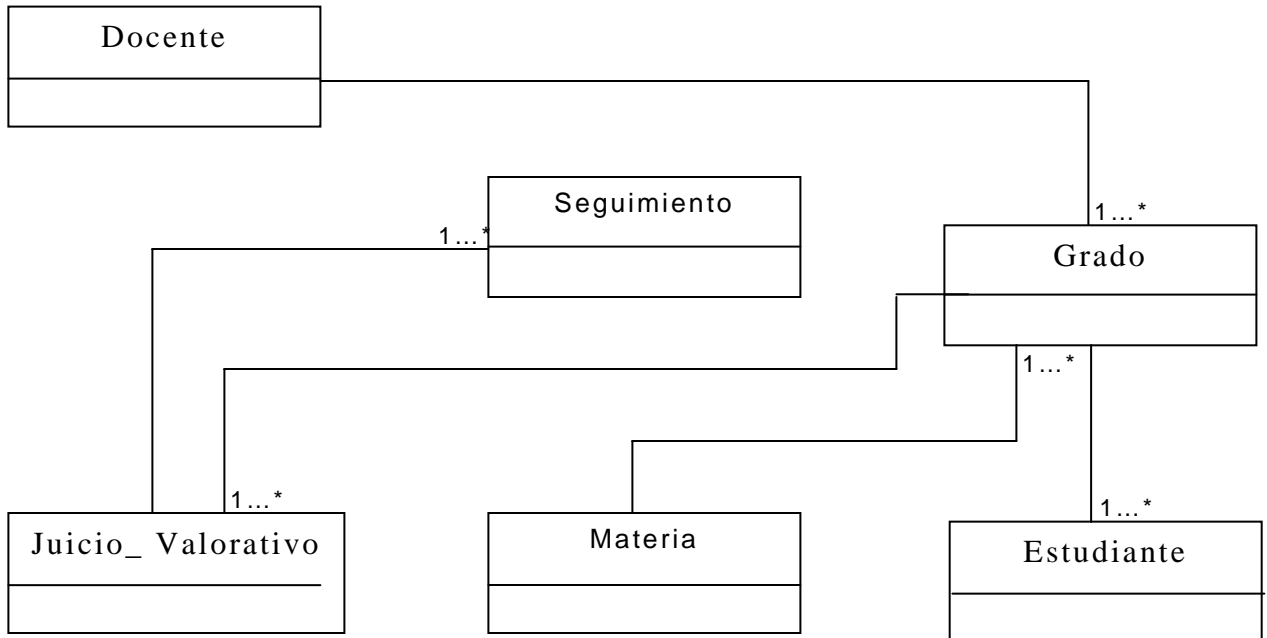 Docente
Seguimiento
1...*
1...*
Grado
1...*
1...*
1...*
Juicio_ Valorativo
Materia
Estudiante